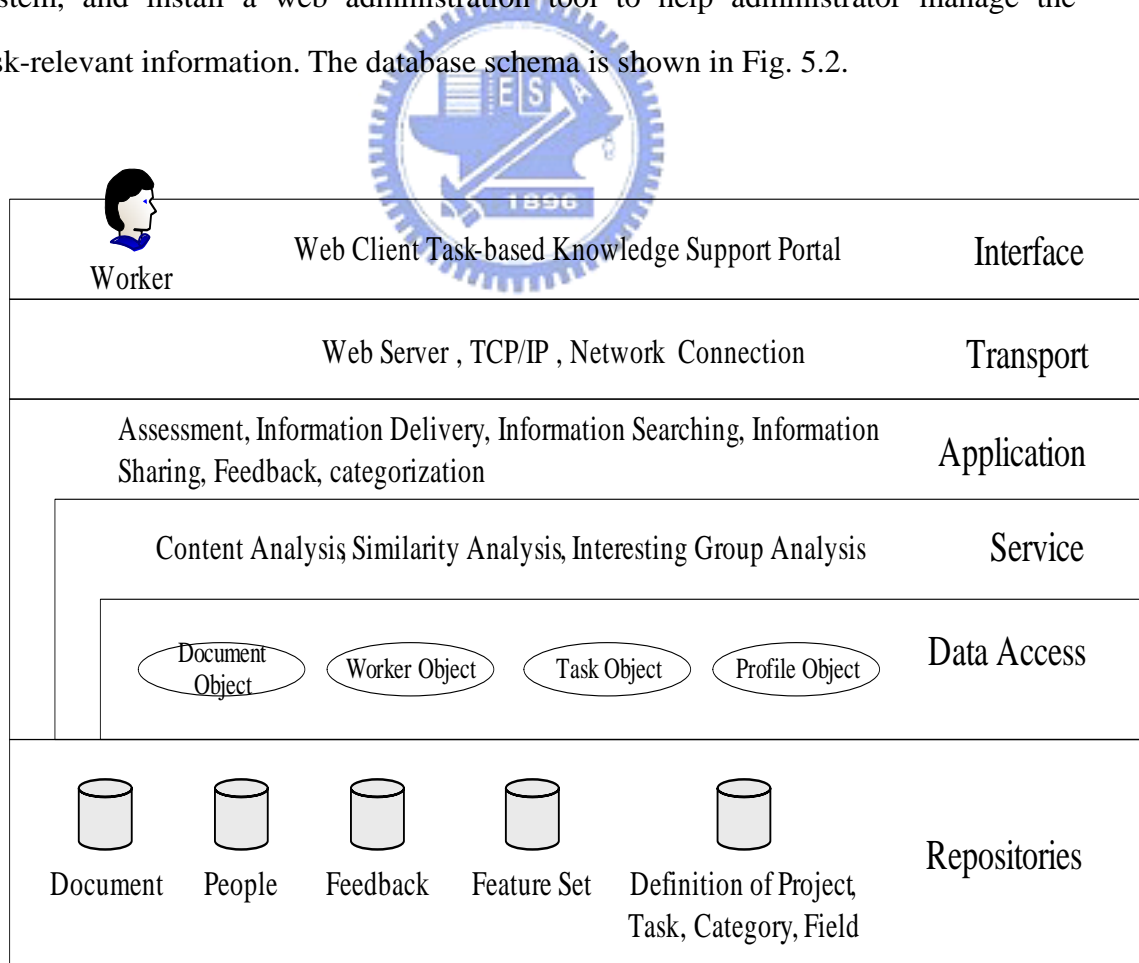 stem, and install a web administration tool to help administrator manage the
sk-relevant information. The database schema is shown in Fig. 5.2.
E S A
1896
Worker
Web Client Task-based Knowledge Support Portal
Interface
Web Server , TCP/IP , Network Connection
Transport
Assessment, Information Delivery, Information Searching, Information
Sharing, Feedback, categorization
Application
Content Analysis, Similarity Analysis, Interesting Group Analysis
Service
Document
Object
Worker Object
Task Object
Profile Object
Data Access
Document
People
Feedback
Feature Set
Definition of Project,
Task, Category, Field
Repositories